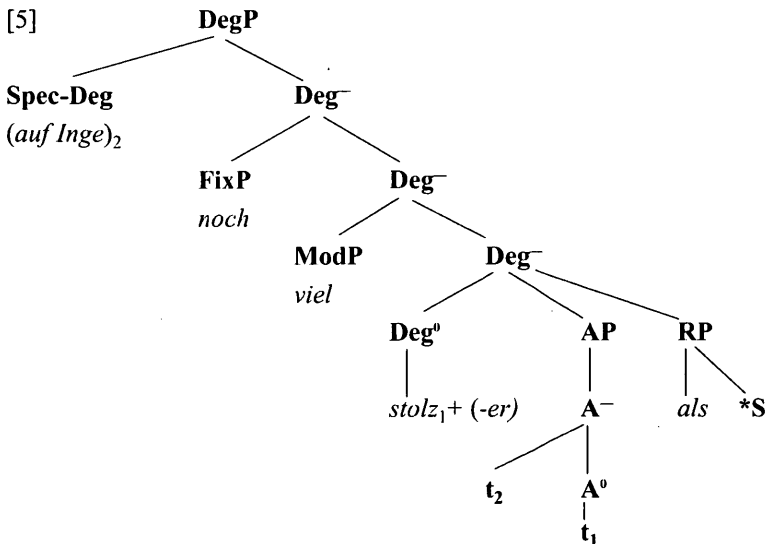 [5] DegP
Spec-Deg Deg¯
(auf Inge)₂
FixP Deg¯
noch
ModP Deg¯
viel
Deg⁰ AP RP
stolz₁+ (-er) A¯ als *S
t₂ A⁰
t₁